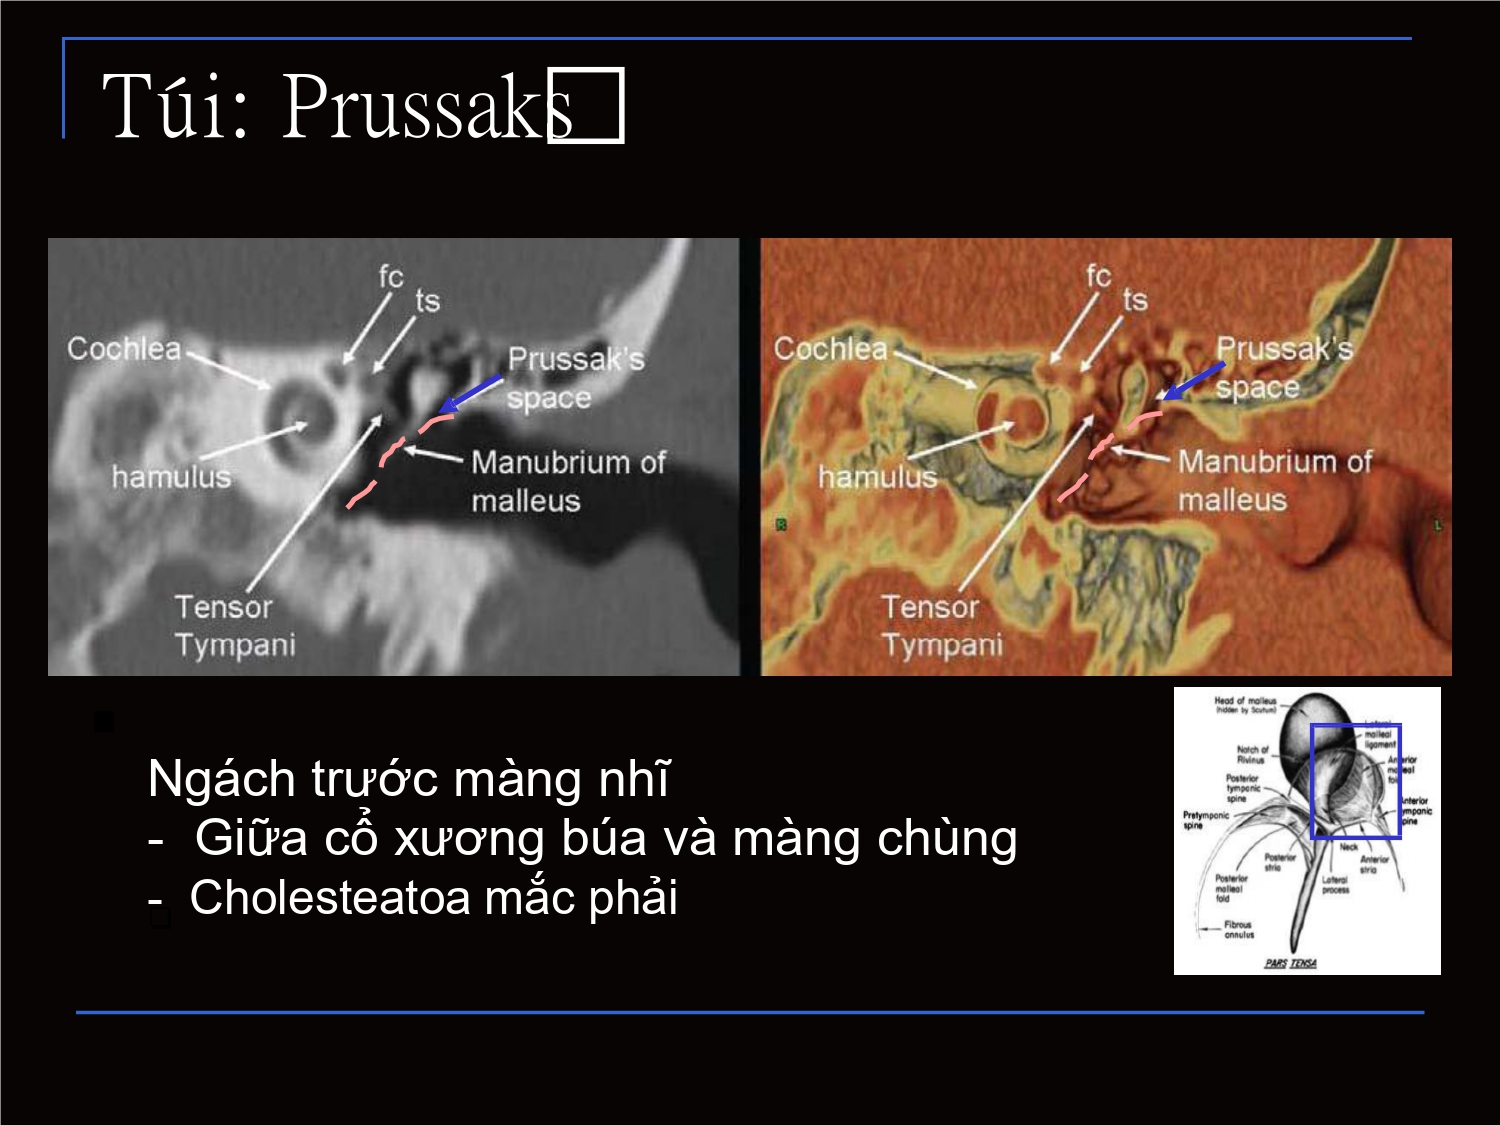 Túi: Prussaks
fc
ts
Cochlea
Prussak's
space
hamulus
Manubrium of
malleus
Tensor
Tympani
fc
ts
Cochlea
Prussak's
space
hamulus
Manubrium of
malleus
R
L
Tensor
Tympani
Ngách trước màng nhĩ
- Giữa cổ xương búa và màng chùng
- Cholesteatoa mắc phải
Head of malleus
(hidden by Scutum)
Lateral
malleal
ligament
Notch of
Rivinus
Anterior
malleal
fold
Posterior
tympanic
spine
Anterior
tympanic
spine
Pretympanic
spine
Neck
Posterior
stria
Anterior
stria
Posterior
malleal
fold
Lateral
process
Fibrous
annulus
PARS TENSA